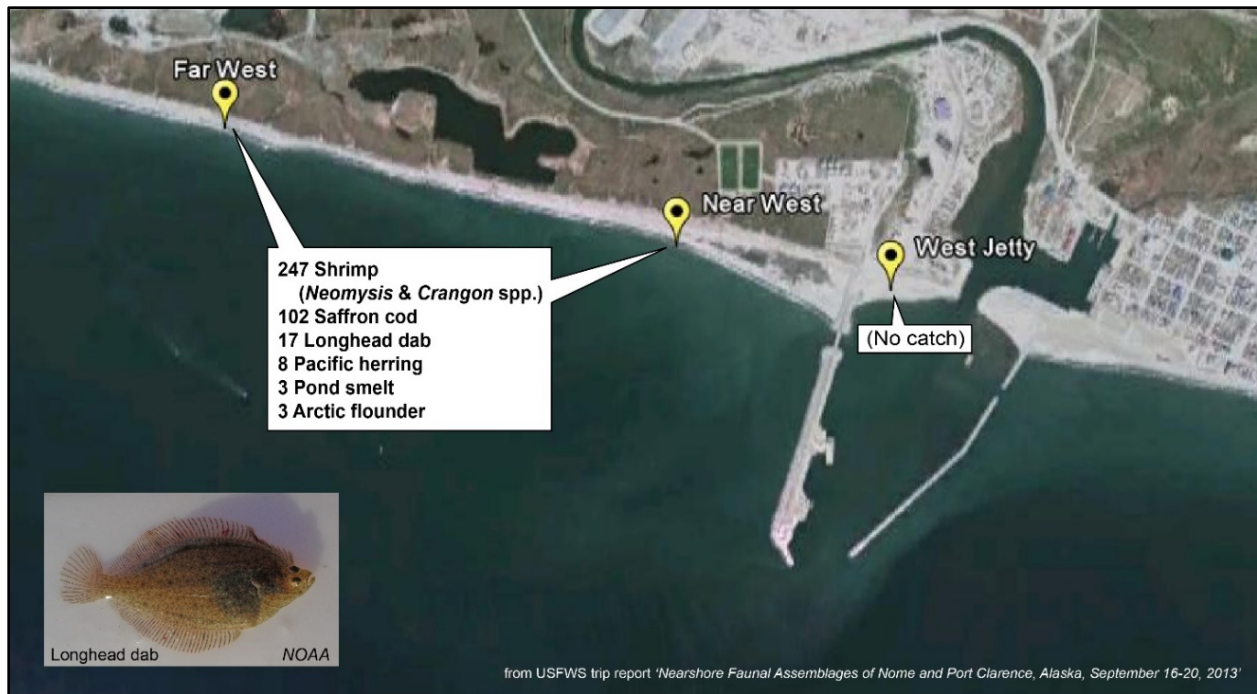 Far West
Near West
West Jetty
247 Shrimp
(Neomysis & Crangon spp.)
102 Saffron cod
17 Longhead dab
8 Pacific herring
3 Pond smelt
3 Arctic flounder
(No catch)
Longhead dab NOAA
from USFWS trip report ‘Nearshore Faunal Assemblages of Nome and Port Clarence, Alaska, September 16-20, 2013’